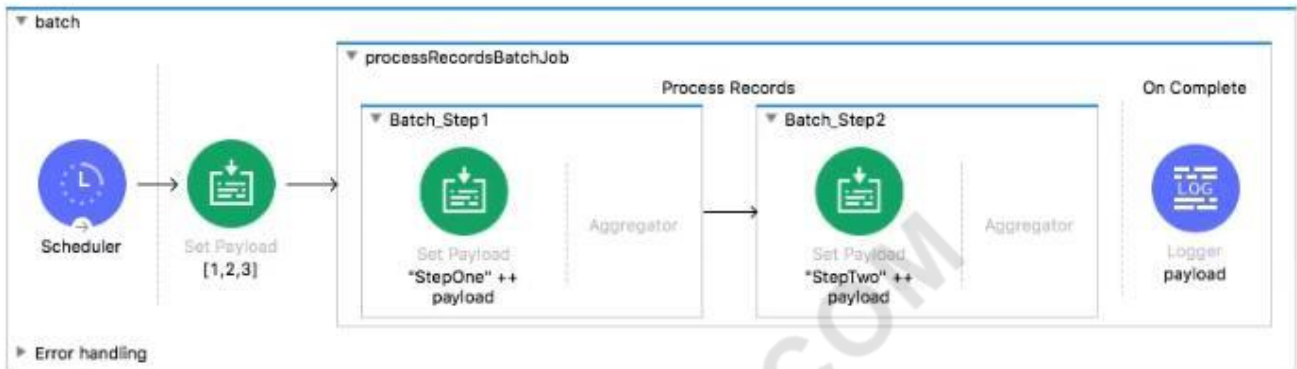 batch
processRecordsBatchJob
Process Records
On Complete
Batch_Step1
Batch_Step2
Scheduler
Set Payload
[1,2,3]
Set Payload
"StepOne" ++
payload
Aggregator
Set Payload
"StepTwo" ++
payload
Aggregator
LOG
Logger
payload
Error handling
.COM